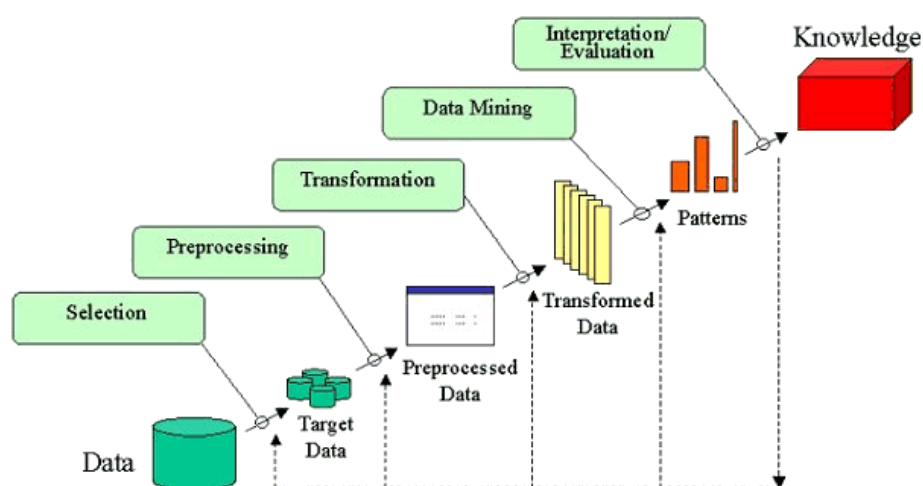 Interpretation/
Evaluation
Knowledge
Data Mining
Transformation
Patterns
Preprocessing
Transformed
Data
Selection
Preprocessed
Data
Target
Data
Data